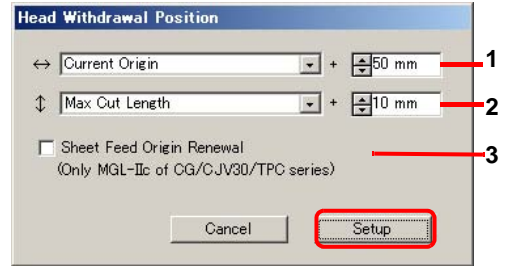 Head Withdrawal Position
↔ Current Origin + 50 mm 1
↕ Max Cut Length + 10 mm 2
Sheet Feed Origin Renewal
(Only MGL-IIc of CG/CJV30/TPC series) 3
Cancel Setup